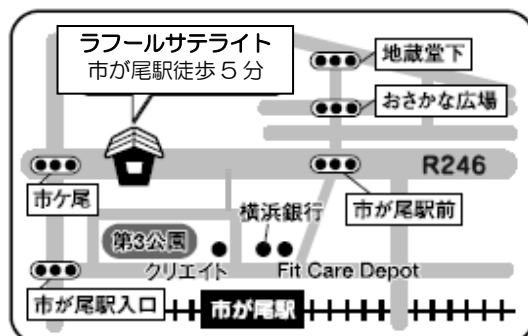 ラフールサテライト
市が尾駅徒歩5分
地蔵堂下
おさかな広場
R246
市ケ尾
市が尾駅前
横浜銀行
第3公園
クリエイト
Fit Care Depot
市が尾駅入口
市が尾駅